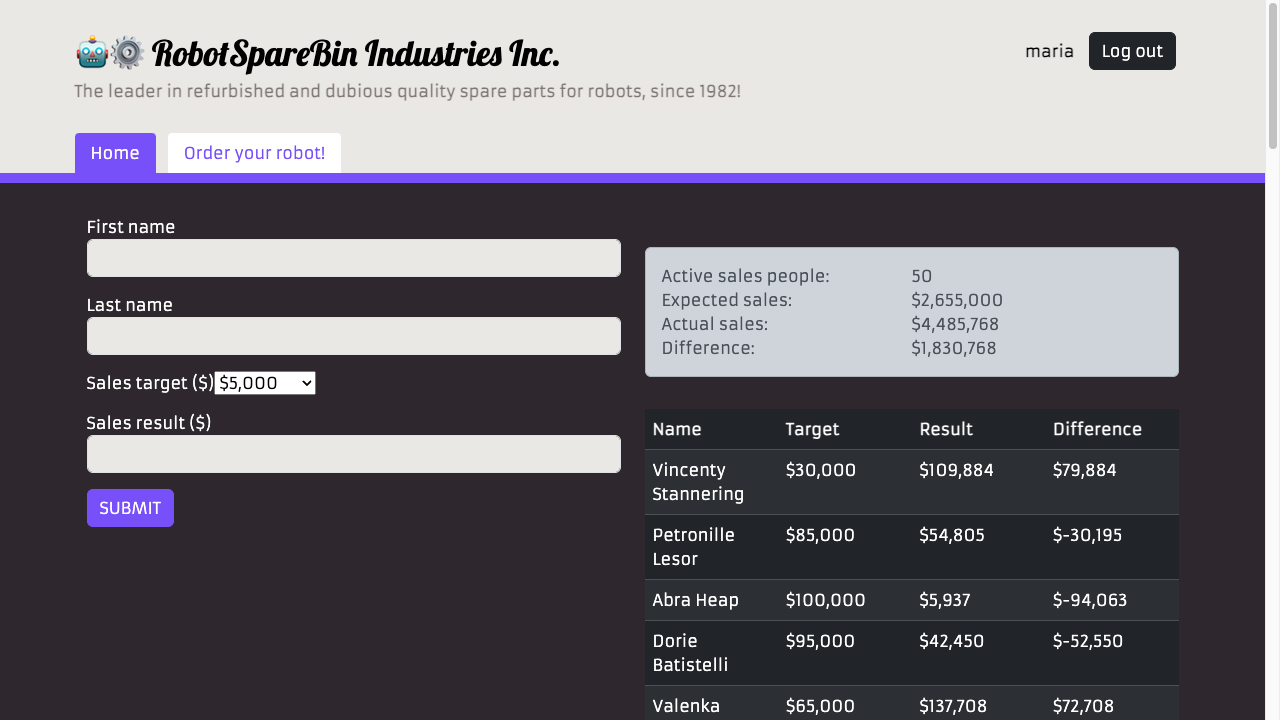 RobotSpareBin Industries Inc.
maria
Log out
The leader in refurbished and dubious quality spare parts for robots, since 1982!
Home
Order your robot!
First name
Last name
Sales target ($)
$5,000
Sales result ($)
SUBMIT
Active sales people: 50
Expected sales: $2,655,000
Actual sales: $4,485,768
Difference: $1,830,768
Name Target Result Difference
Vincenty $30,000 $109,884 $79,884
Stannering
Petronille $85,000 $54,805 $-30,195
Lesor
Abra Heap $100,000 $5,937 $-94,063
Dorie $95,000 $42,450 $-52,550
Batistelli
Valenka $65,000 $137,708 $72,708